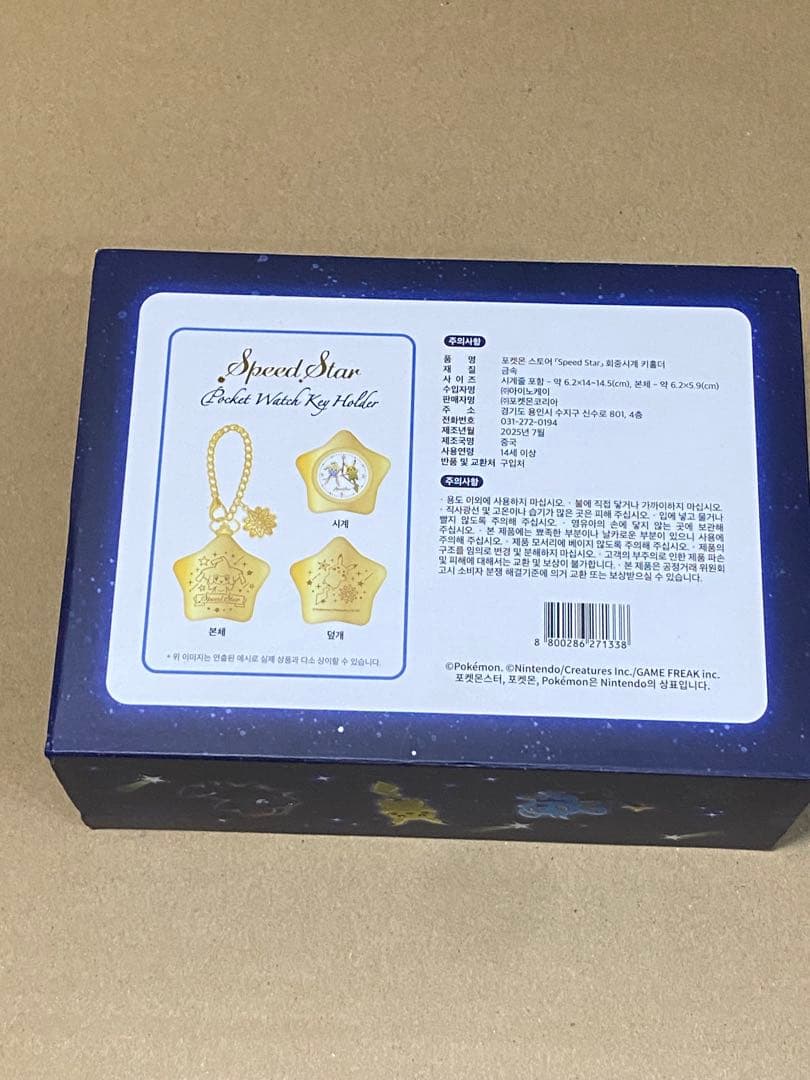 Speed Star
Pocket Watch Key Holder
시계
SpeedStar
본체
덮개
* 위 이미지는 연출된 예시로 실제 상품과 다소 상이할 수 있습니다.
주의사항
품 명 포켓몬 스토어 「Speed Star」 회중시계 키홀더
재 질 금속
사 이 즈 시계줄 포함 – 약 6.2×14~14.5(cm), 본체 – 약 6.2×5.9(cm)
수입자명 ㈜아이노케이
판매자명 ㈜포켓몬코리아
주 소 경기도 용인시 수지구 신수로 801, 4층
전화번호 031-272-0194
제조년월 2025년 7월
제조국명 중국
사용연령 14세 이상
반품 및 교환처 구입처
주의사항
· 용도 이외에 사용하지 마십시오. · 불에 직접 닿거나 가까이하지 마십시오.
· 직사광선 및 고온이나 습기가 많은 곳은 피해 주십시오. · 입에 넣고 물거나
빨지 않도록 주의해 주십시오. · 영유아의 손에 닿지 않는 곳에 보관해
주십시오. · 본 제품에는 뾰족한 부분이나 날카로운 부분이 있으니 사용에
주의해 주십시오. · 제품 모서리에 베이지 않도록 주의해 주십시오. · 제품의
구조를 임의로 변경 및 분해하지 마십시오. · 고객의 부주의로 인한 제품 파손
및 피해에 대해서는 교환 및 보상이 불가합니다. · 본 제품은 공정거래 위원회
고시 소비자 분쟁 해결기준에 의거 교환 또는 보상받으실 수 있습니다.
8 800286 271338
©Pokémon. ©Nintendo/Creatures Inc./GAME FREAK inc.
포켓몬스터, 포켓몬, Pokémon은 Nintendo의 상표입니다.